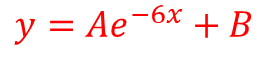 y = Ae⁻⁶ˣ + B